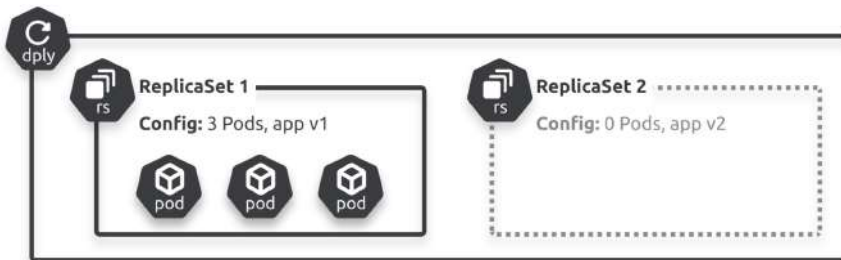 dply
ReplicaSet 1
rs
Config: 3 Pods, app v1
pod pod pod
ReplicaSet 2
rs
Config: 0 Pods, app v2